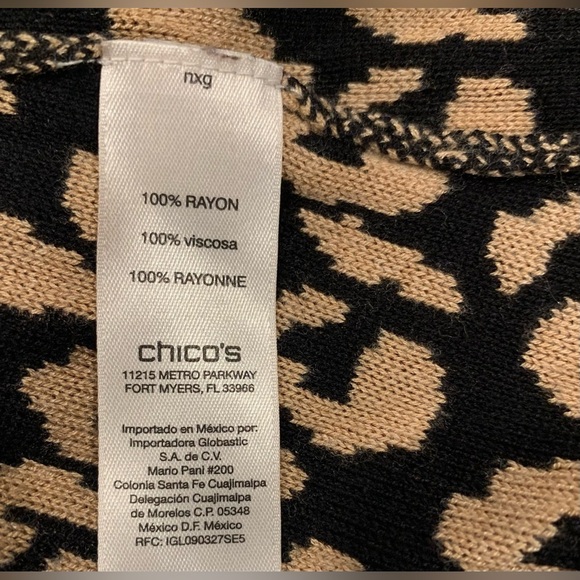 nxg
100% RAYON
100% viscosa
100% RAYONNE
chico's
11215 METRO PARKWAY
FORT MYERS, FL 33966
Importado en México por:
Importadora Globastic
S.A. de C.V.
Mario Pani #200
Colonia Santa Fe Cuajimalpa
Delegación Cuajimalpa
de Morelos C.P. 05348
México D.F. México
RFC: IGL090327SE5